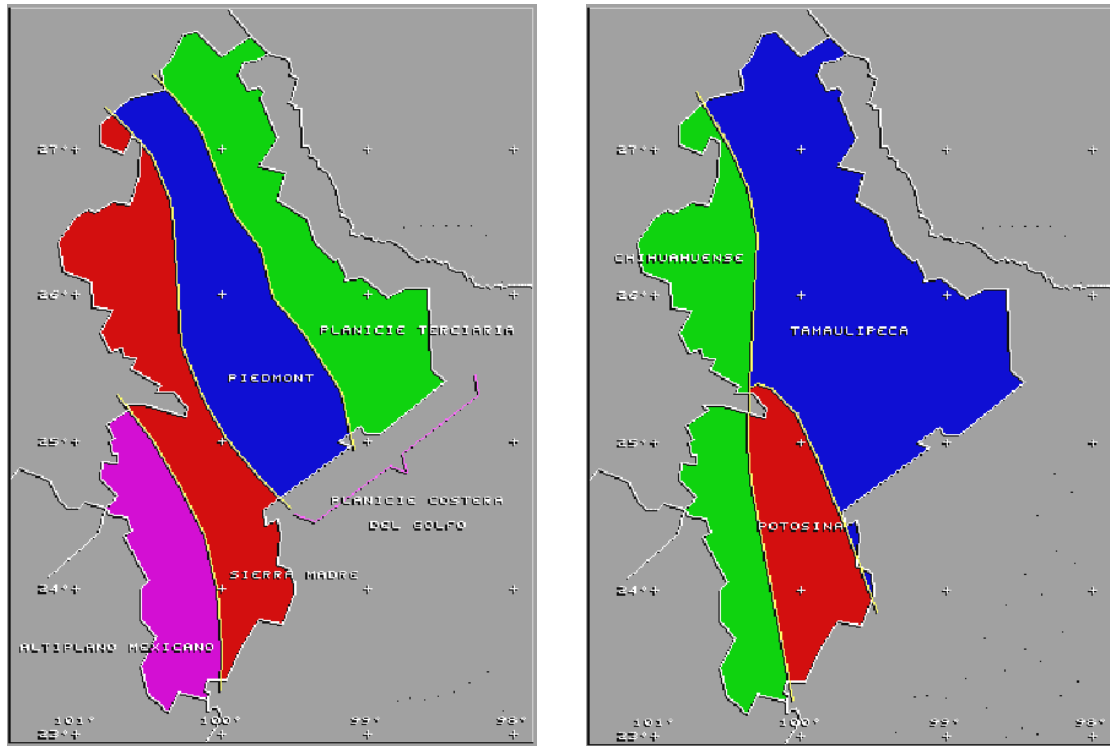 27°
26°
PLANICIE TERCIARIA
PIEDMONT
25°
PLANICIE COSTERA
DEL GOLFO
SIERRA MADRE
24°
ALTIPLANO MEXICANO
101°
100°
99°
98°
23°
27°
CHIHUAHUENSE
26°
TAMAULIPECA
25°
POTOSINA
24°
101°
100°
99°
98°
23°